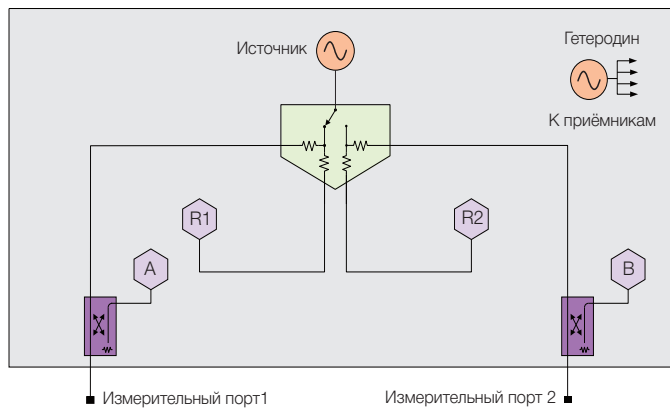 Источник
Гетеродин
К приёмникам
R1
R2
A
B
Измерительный порт1
Измерительный порт 2